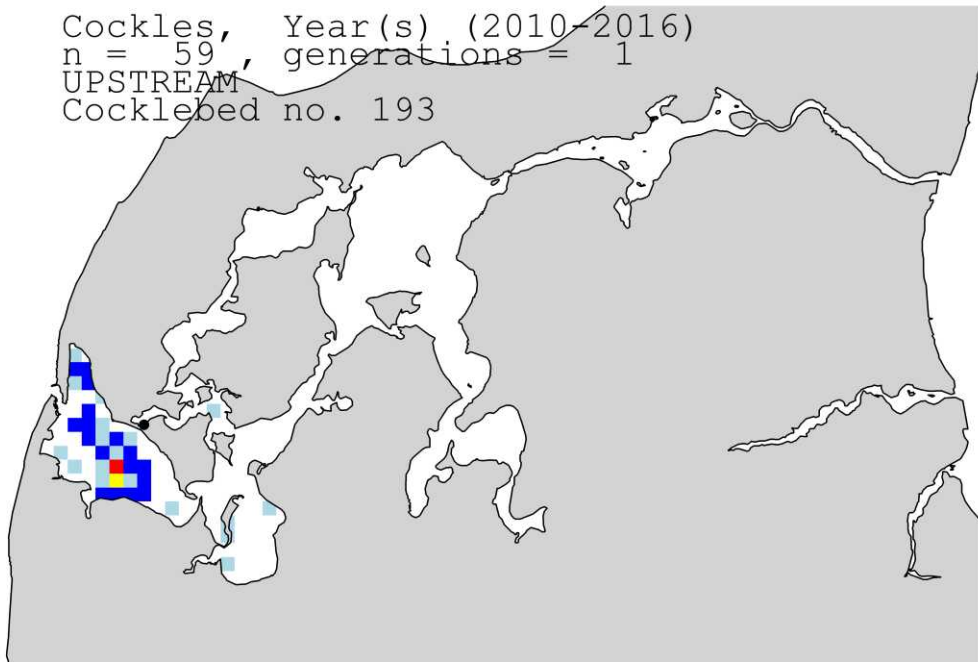 Cockles,  Year(s) (2010-2016)
n =  59 , generations =  1
UPSTREAM
Cocklebed no. 193